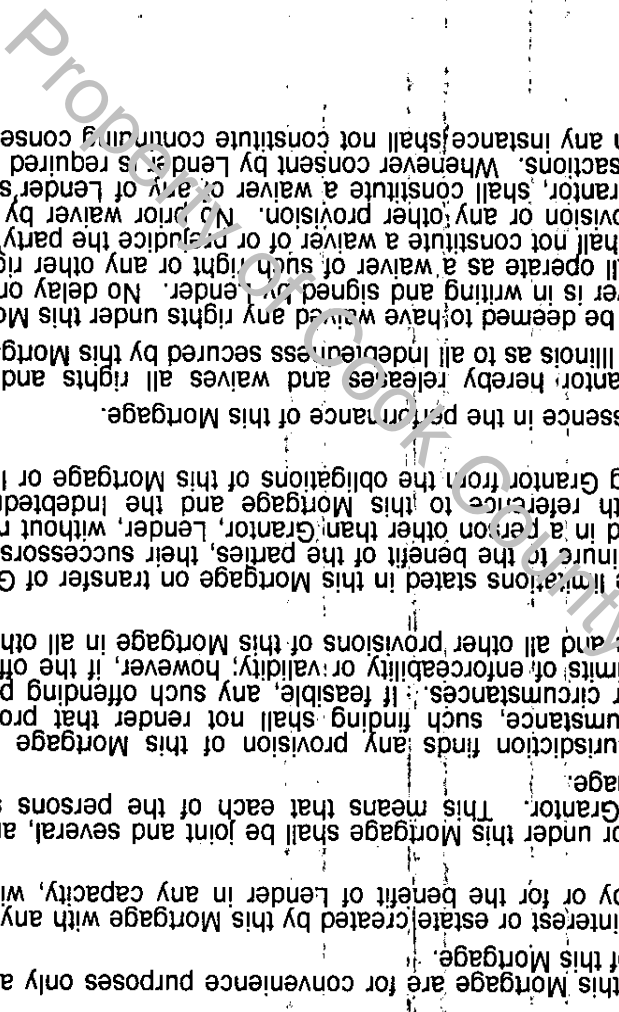 this Mortgage are for convenience purposes only a
f this Mortgage.
interest or estate created by this Mortgage with any
by or for the benefit of Lender in any capacity, wi
or under this Mortgage shall be joint and several, a
Grantor. This means that each of the persons s
gage.
urisdiction finds any provision of this Mortgage
umstance, such finding shall not render that pro
r circumstances. If feasible, any such offending p
imits of enforceability or validity; however, if the off
e and all other provisions of this Mortgage in all oth
e limitations stated in this Mortgage on transfer of G
inure to the benefit of the parties, their successors
d in a person other than Grantor, Lender, without n
th reference to this Mortgage and the Indebtedn
g Grantor from the obligations of this Mortgage or l
essence in the performance of this Mortgage.
antor hereby releases and waives all rights and
Illinois as to all Indebtedness secured by this Mortg
be deemed to have waived any rights under this Mo
er is in writing and signed by Lender. No delay or
ll operate as a waiver of such right or any other rig
hall not constitute a waiver of or prejudice the party
ovision or any other provision. No prior waiver by
rantor, shall constitute a waiver of any of Lender's
sactions. Whenever consent by Lender is required
n any instance shall not constitute continuing conse
Property of Cook County